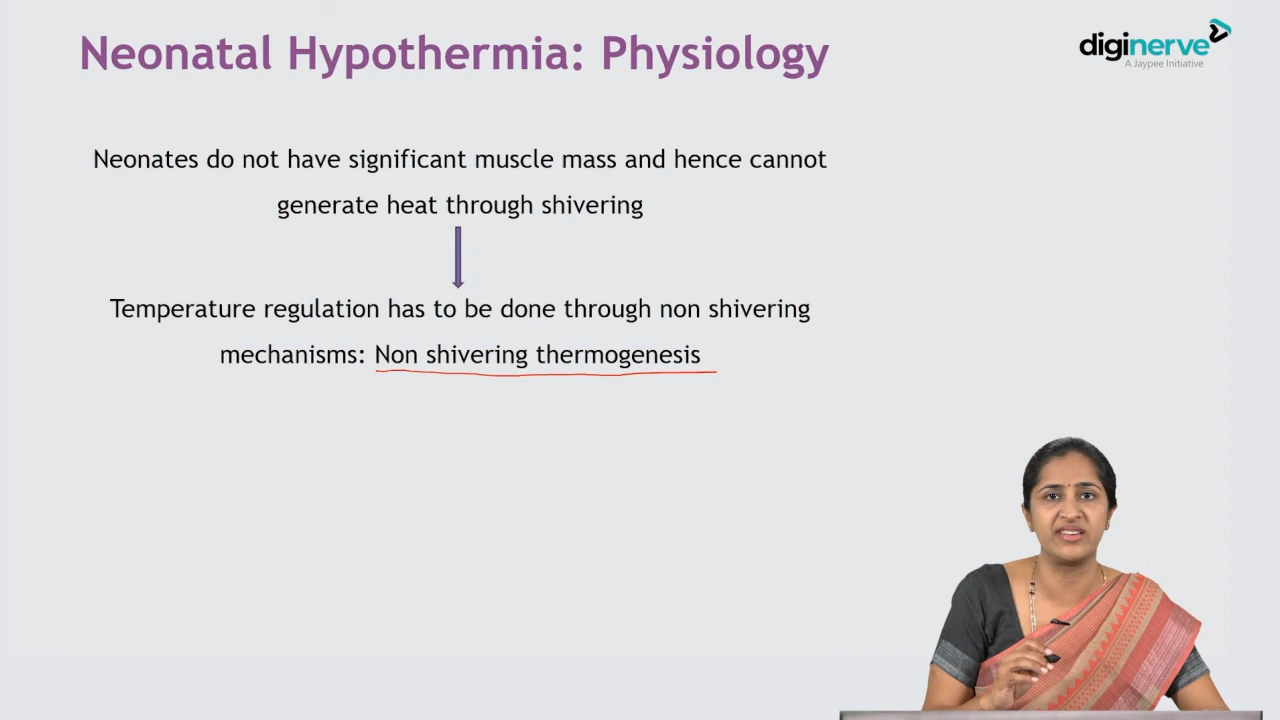 Neonatal Hypothermia: Physiology
diginerve
A Jaypee Initiative
Neonates do not have significant muscle mass and hence cannot
generate heat through shivering
Temperature regulation has to be done through non shivering
mechanisms: Non shivering thermogenesis